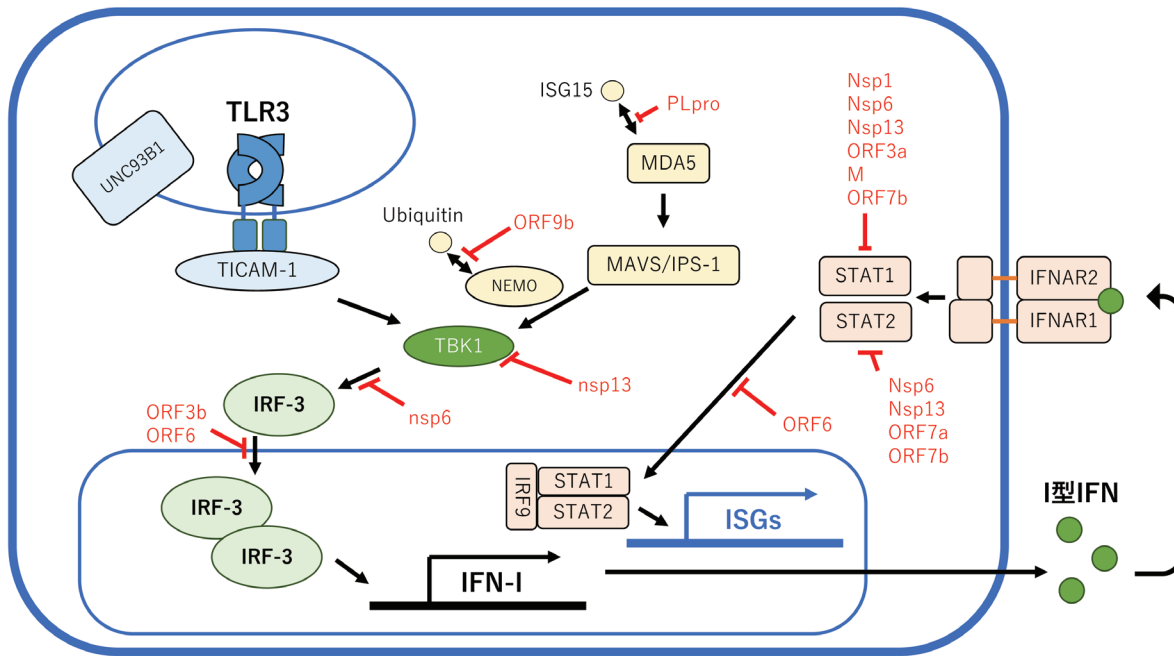 TLR3
UNC93B1
TICAM-1
ISG15
PLpro
MDA5
MAVS/IPS-1
Ubiquitin
ORF9b
NEMO
TBK1
nsp13
nsp6
IRF-3
ORF3b
ORF6
IRF-3
IRF-3
IFN-I
Nsp1
Nsp6
Nsp13
ORF3a
M
ORF7b
STAT1
STAT2
IFNAR2
IFNAR1
Nsp6
Nsp13
ORF7a
ORF7b
ORF6
IRF9
STAT1
STAT2
ISGs
I型IFN